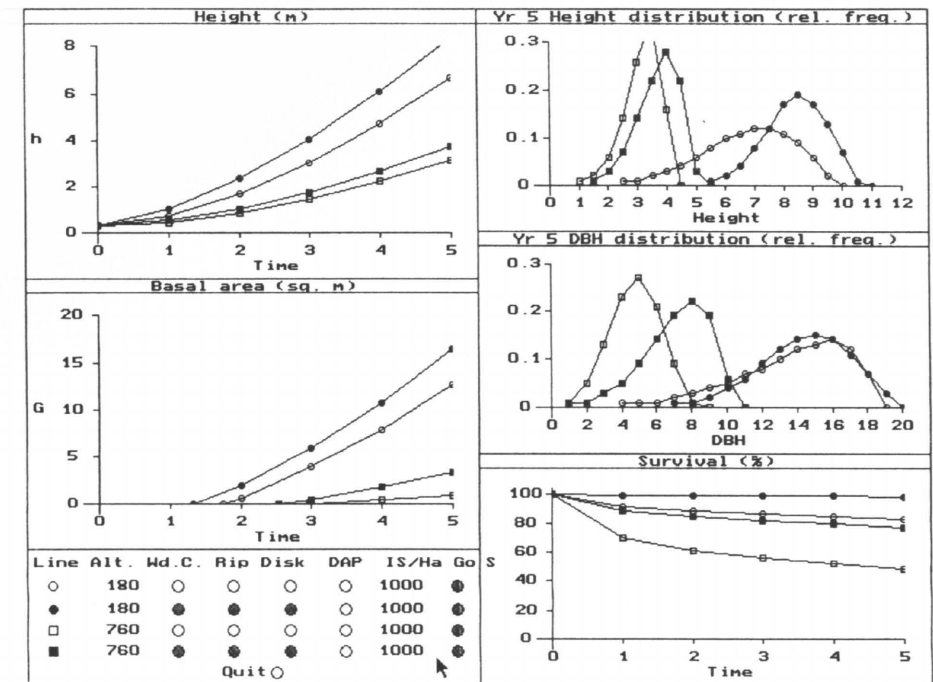 Height (m)
8
6
h
4
2
0
0 1 2 3 4 5
Time
Basal area (sq. m)
20
15
G
10
5
0
0 1 2 3 4 5
Time
Line Alt. Wd.C. Rip Disk DAP IS/Ha Go S
180 1000
180 1000
760 1000
760 1000
Quit
Yr 5 Height distribution (rel. freq.)
0.3
0.2
0.1
0
0 1 2 3 4 5 6 7 8 9 10 11 12
Height
Yr 5 DBH distribution (rel. freq.)
0.3
0.2
0.1
0
0 2 4 6 8 10 12 14 16 18 20
DBH
Survival (%)
100
80
60
40
20
0
0 1 2 3 4 5
Time